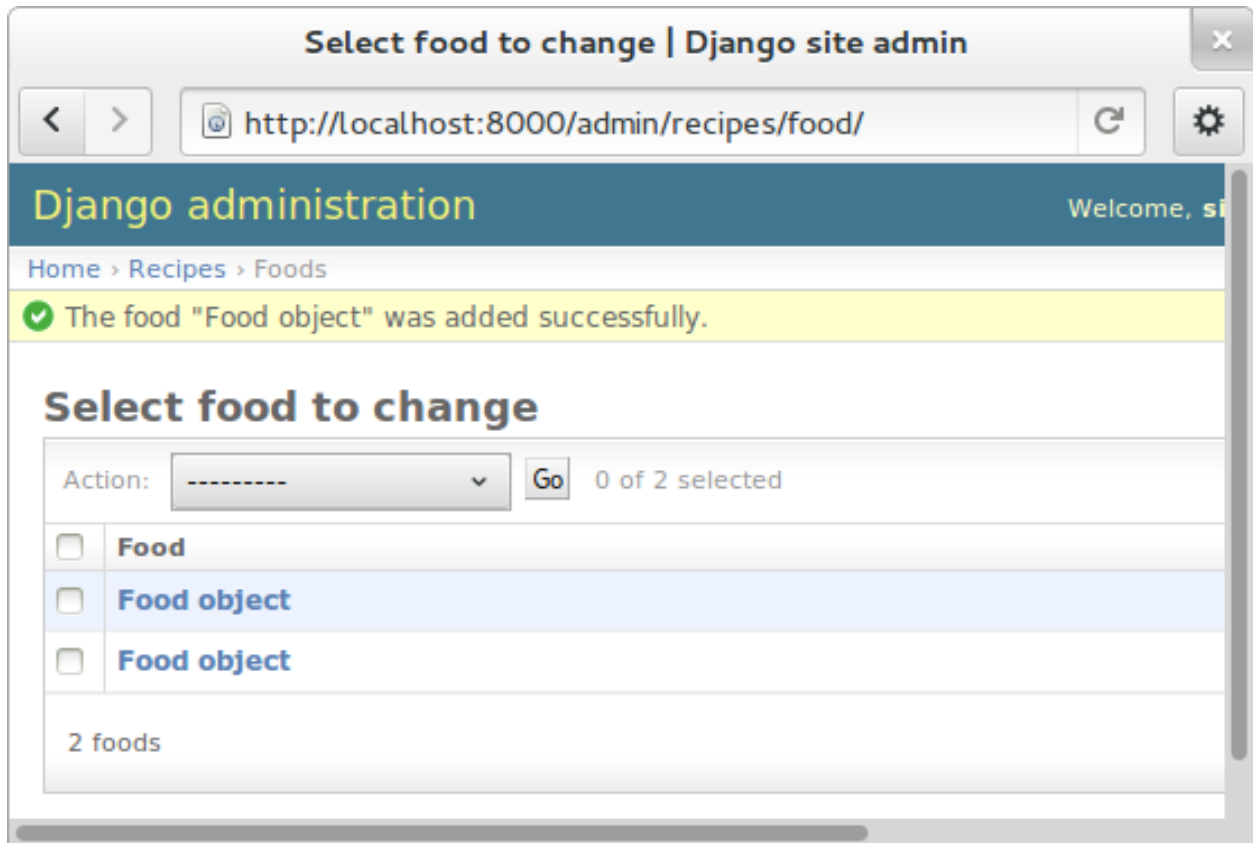 Select food to change | Django site admin
http://localhost:8000/admin/recipes/food/
Django administration
Welcome, si
Home › Recipes › Foods
The food "Food object" was added successfully.
Select food to change
Action: --------- Go 0 of 2 selected
Food
Food object
Food object
2 foods